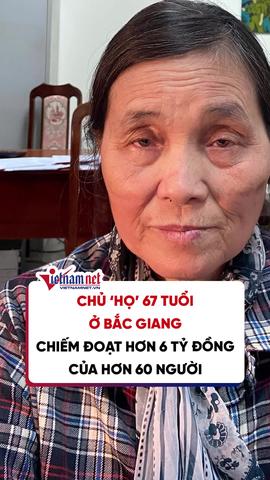 vietnamnet
VIETNAMNET.VN
CHỦ ‘HỌ’ 67 TUỔI
Ở BẮC GIANG
CHIẾM ĐOẠT HƠN 6 TỶ ĐỒNG
CỦA HƠN 60 NGƯỜI